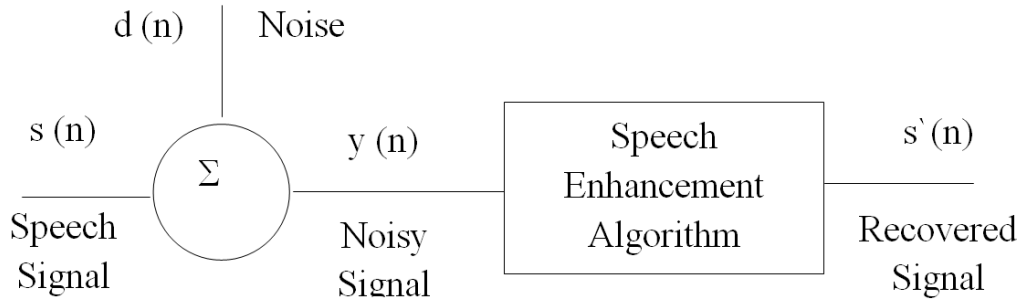 d (n) Noise
s (n)
Σ
y (n)
Speech
Enhancement
Algorithm
s`(n)
Speech
Signal
Noisy
Signal
Recovered
Signal